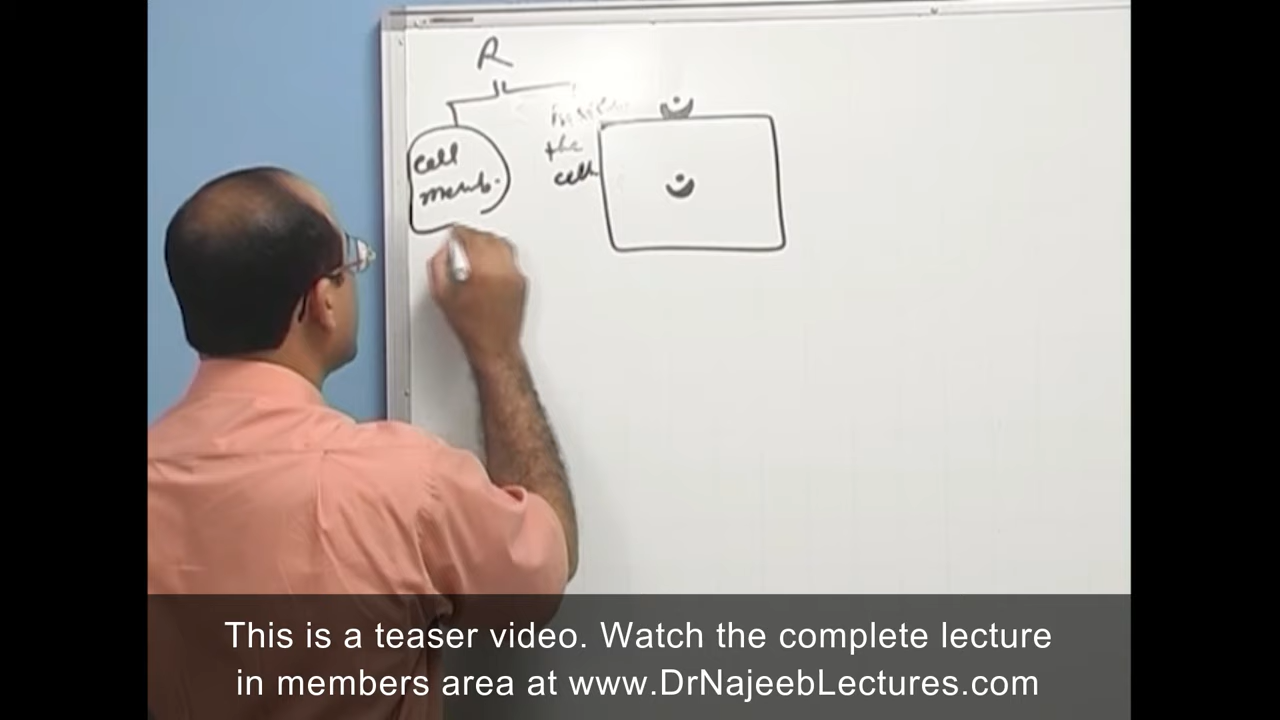 R
cell
memb.
inside
the
cell
This is a teaser video. Watch the complete lecture
in members area at www.DrNajeebLectures.com